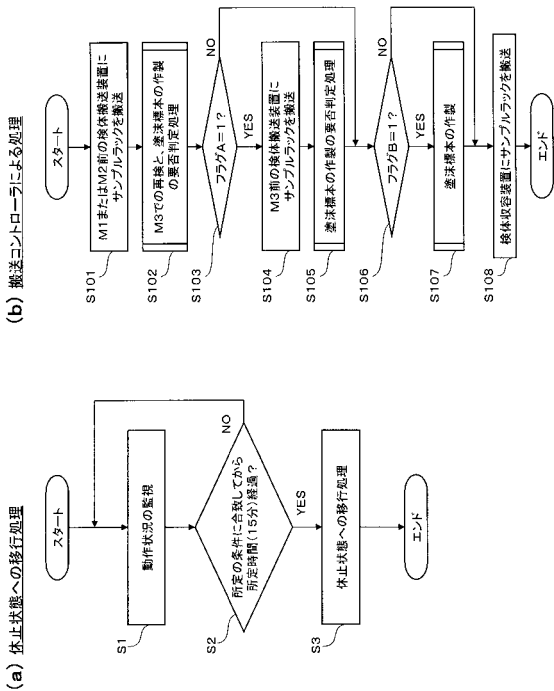 (a) 休止状態への移行処理
スタート
動作状況の監視
S1
所定の条件に合致してから
所定時間(15分)経過?
S2
NO
YES
休止状態への移行処理
S3
エンド
(b) 搬送コントローラによる処理
スタート
M1またはM2前の検体搬送装置に
サンプルラックを搬送
S101
M3での再検と、塗沫標本の作製
の要否判定処理
S102
フラグA=1?
S103
NO
YES
M3前の検体搬送装置に
サンプルラックを搬送
S104
塗沫標本の作製の要否判定処理
S105
フラグB=1?
S106
NO
YES
塗沫標本の作製
S107
検体収容装置にサンプルラックを搬送
S108
エンド